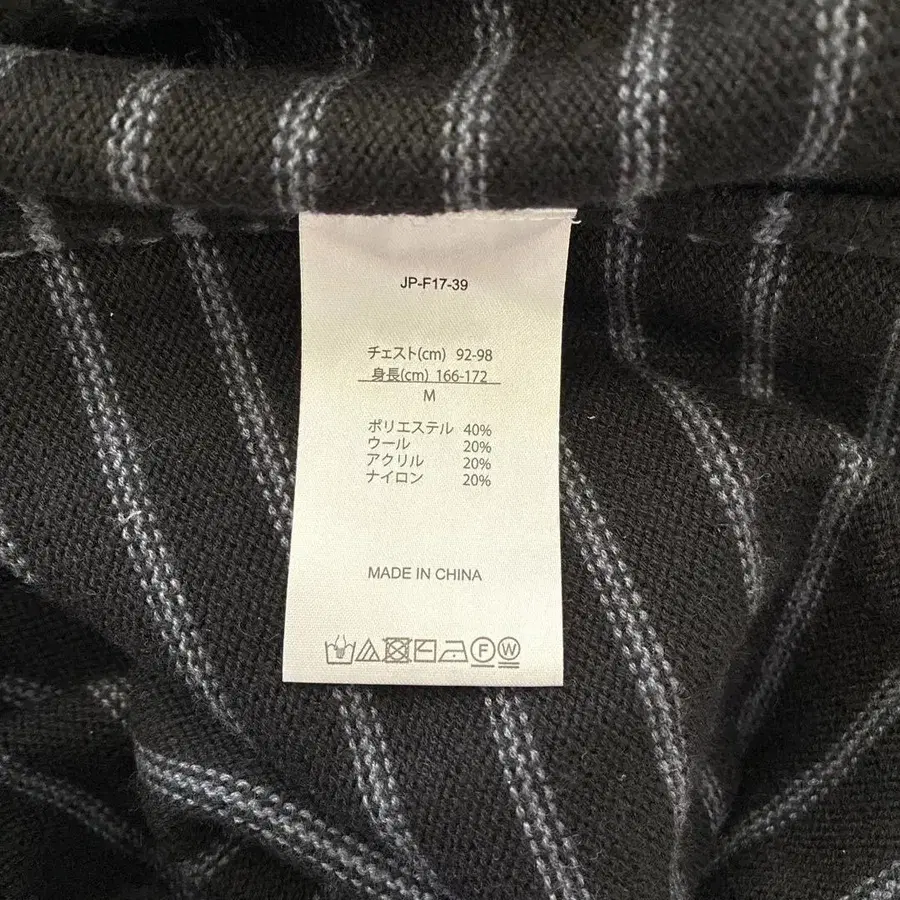 JP-F17-39
チェスト(cm) 92-98
身長(cm) 166-172
M
ポリエステル 40%
ウール 20%
アクリル 20%
ナイロン 20%
MADE IN CHINA
F W